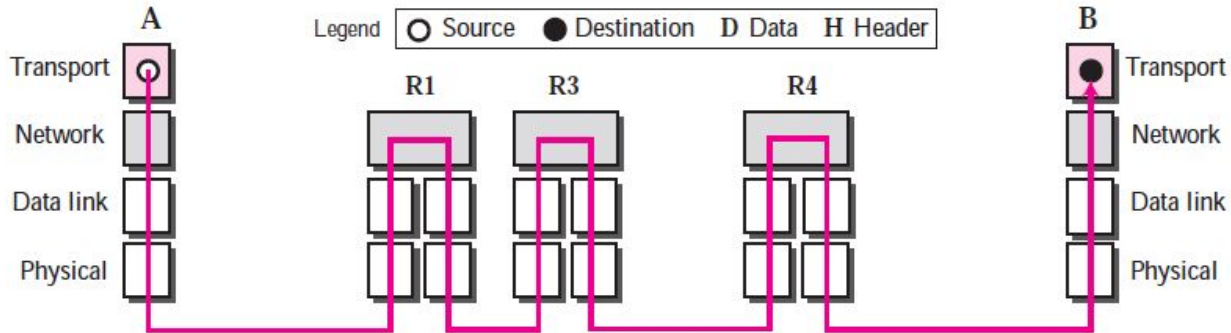 A
Legend Source Destination D Data H Header
B
Transport
Transport
R1 R3 R4
Network
Network
Data link
Data link
Physical
Physical